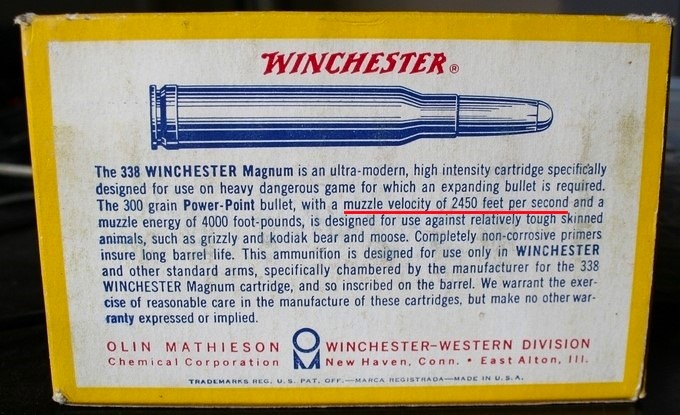 WINCHESTER®
The 338 WINCHESTER Magnum is an ultra-modern, high intensity cartridge specifically
designed for use on heavy dangerous game for which an expanding bullet is required.
The 300 grain Power-Point bullet, with a muzzle velocity of 2450 feet per second and a
muzzle energy of 4000 foot-pounds, is designed for use against relatively tough skinned
animals, such as grizzly and kodiak bear and moose. Completely non-corrosive primers
insure long barrel life. This ammunition is designed for use only in WINCHESTER
and other standard arms, specifically chambered by the manufacturer for the 338
WINCHESTER Magnum cartridge, and so inscribed on the barrel. We warrant the exer-
cise of reasonable care in the manufacture of these cartridges, but make no other war-
ranty expressed or implied.
OLIN MATHIESON OM WINCHESTER-WESTERN DIVISION
Chemical Corporation New Haven, Conn. • East Alton, Ill.
TRADEMARKS REG. U. S. PAT. OFF.—MARCA REGISTRADA—MADE IN U. S. A.